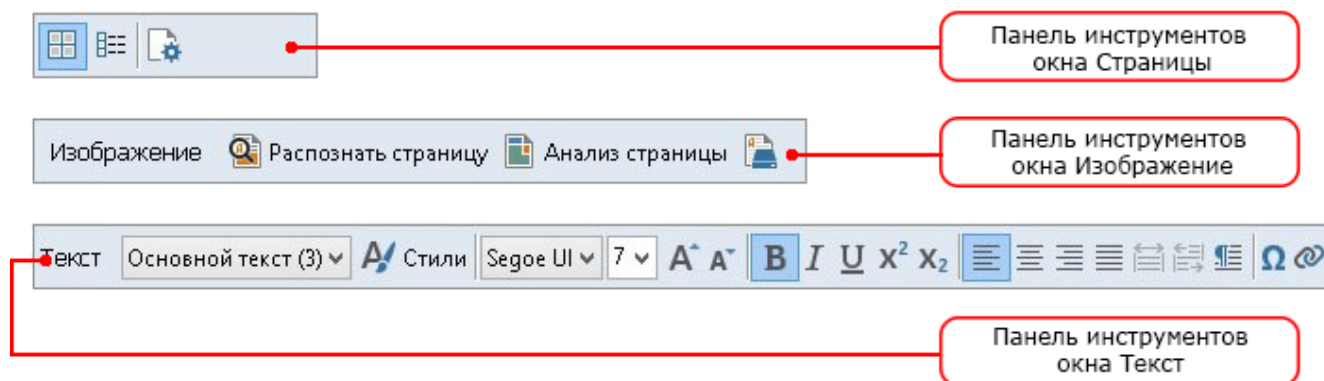 Панель инструментов
окна Страницы
Изображение Распознать страницу Анализ страницы
Панель инструментов
окна Изображение
Текст Основной текст (3) Стили Segoe UI 7 A A B I U X² X₂ Ω
Панель инструментов
окна Текст